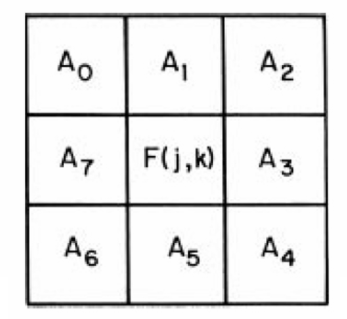 A₀ A₁ A₂
A₇ F(j,k) A₃
A₆ A₅ A₄